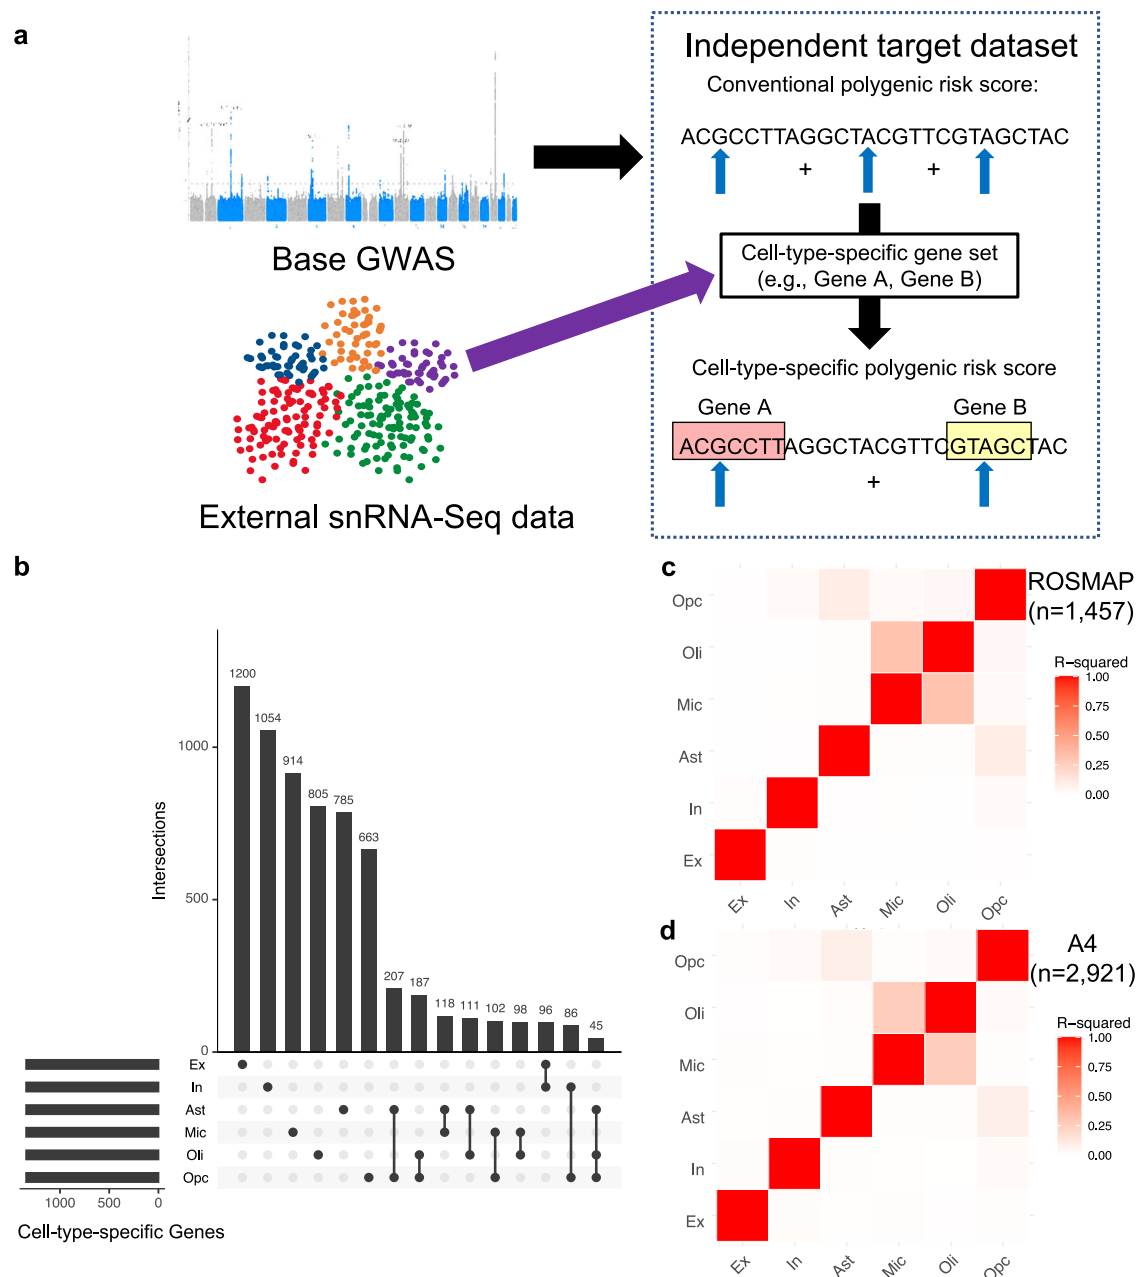 a
Base GWAS
External snRNA-Seq data
Independent target dataset
Conventional polygenic risk score:
ACGCCTTAGGCTACGTTCGTAGCTAC
+ +
Cell-type-specific gene set
(e.g., Gene A, Gene B)
Cell-type-specific polygenic risk score
Gene A Gene B
ACGCCTTAGGCTACGTTCGTAGCTAC
+
b
Intersections
1000
500
0
1200
1054
914
805
785
663
207
187
118
111
102
98
96
86
45
Ex
In
Ast
Mic
Oli
Opc
1000 500 0
Cell-type-specific Genes
c
ROSMAP
(n=1,457)
Opc
Oli
Mic
Ast
In
Ex
Ex In Ast Mic Oli Opc
R-squared
1.00
0.75
0.50
0.25
0.00
d
A4
(n=2,921)
Opc
Oli
Mic
Ast
In
Ex
Ex In Ast Mic Oli Opc
R-squared
1.00
0.75
0.50
0.25
0.00